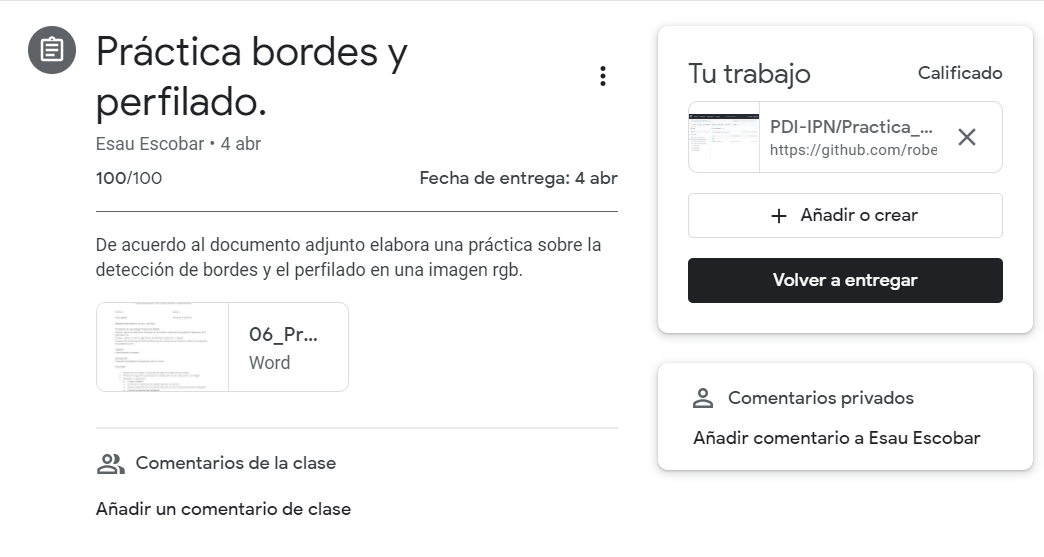 Práctica bordes y
perfilado.
Esau Escobar • 4 abr
100/100
Fecha de entrega: 4 abr
De acuerdo al documento adjunto elabora una práctica sobre la
detección de bordes y el perfilado en una imagen rgb.
06_Pr...
Word
Comentarios de la clase
Añadir un comentario de clase
Tu trabajo
Calificado
PDI-IPN/Practica_...
https://github.com/robe
Añadir o crear
Volver a entregar
Comentarios privados
Añadir comentario a Esau Escobar